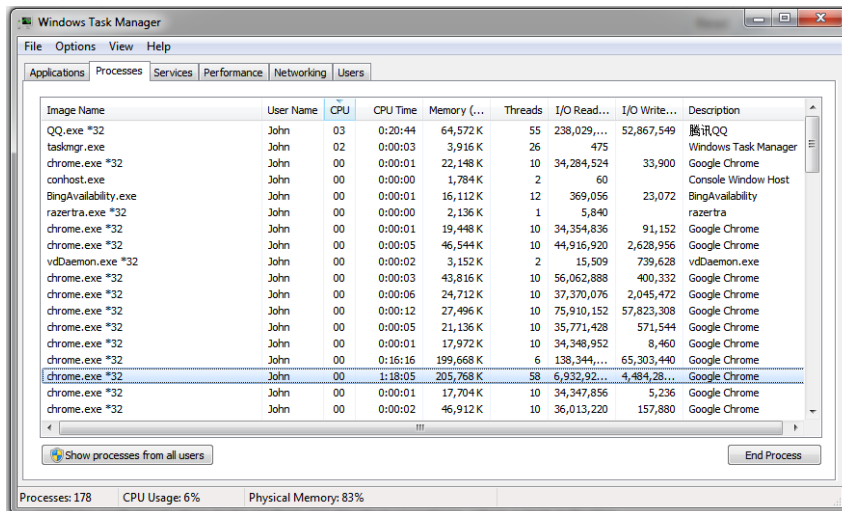 Windows Task Manager
File Options View Help
Applications Processes Services Performance Networking Users
Image Name User Name CPU CPU Time Memory (... Threads I/O Read... I/O Write... Description
QQ.exe *32 John 03 0:20:44 64,572 K 55 238,029,... 52,867,549 腾讯QQ
taskmgr.exe John 02 0:00:03 3,916 K 26 475 Windows Task Manager
chrome.exe *32 John 00 0:00:01 22,148 K 10 34,284,524 33,900 Google Chrome
conhost.exe John 00 0:00:00 1,784 K 2 60 Console Window Host
BingAvailability.exe John 00 0:00:01 16,112 K 12 369,056 23,072 BingAvailability
razertra.exe *32 John 00 0:00:00 2,136 K 1 5,840 razertra
chrome.exe *32 John 00 0:00:01 19,448 K 10 34,354,836 91,152 Google Chrome
chrome.exe *32 John 00 0:00:05 46,544 K 10 44,916,920 2,628,956 Google Chrome
vdDaemon.exe *32 John 00 0:00:02 3,152 K 2 15,509 739,628 vdDaemon.exe
chrome.exe *32 John 00 0:00:03 43,816 K 10 56,062,888 400,332 Google Chrome
chrome.exe *32 John 00 0:00:06 24,712 K 10 37,370,076 2,045,472 Google Chrome
chrome.exe *32 John 00 0:00:12 27,496 K 10 75,910,152 57,823,308 Google Chrome
chrome.exe *32 John 00 0:00:05 21,136 K 10 35,771,428 571,544 Google Chrome
chrome.exe *32 John 00 0:00:01 17,972 K 10 34,348,952 8,460 Google Chrome
chrome.exe *32 John 00 0:16:16 199,668 K 6 138,344,... 65,303,440 Google Chrome
chrome.exe *32 John 00 1:18:05 205,768 K 58 6,932,92... 4,484,28... Google Chrome
chrome.exe *32 John 00 0:00:01 17,704 K 10 34,347,856 5,236 Google Chrome
chrome.exe *32 John 00 0:00:02 46,912 K 10 36,013,220 157,880 Google Chrome
Show processes from all users End Process
Processes: 178 CPU Usage: 6% Physical Memory: 83%